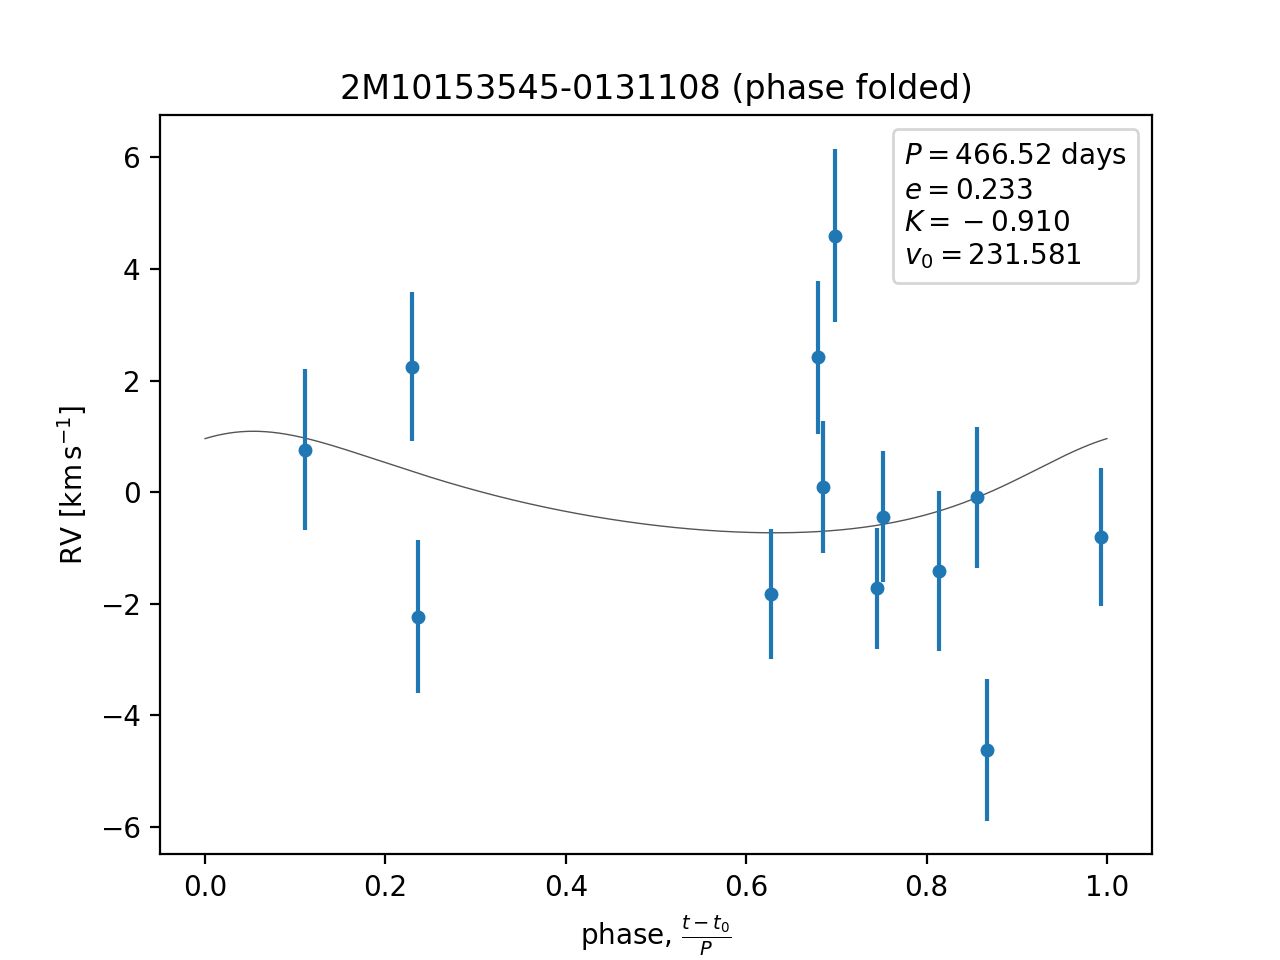 2M10153545-0131108 (phase folded)
P = 466.52 days
e = 0.233
K = −0.910
v₀ = 231.581
RV [km s⁻¹]
6
4
2
0
−2
−4
−6
0.0 0.2 0.4 0.6 0.8 1.0
phase, (t − t₀)/P